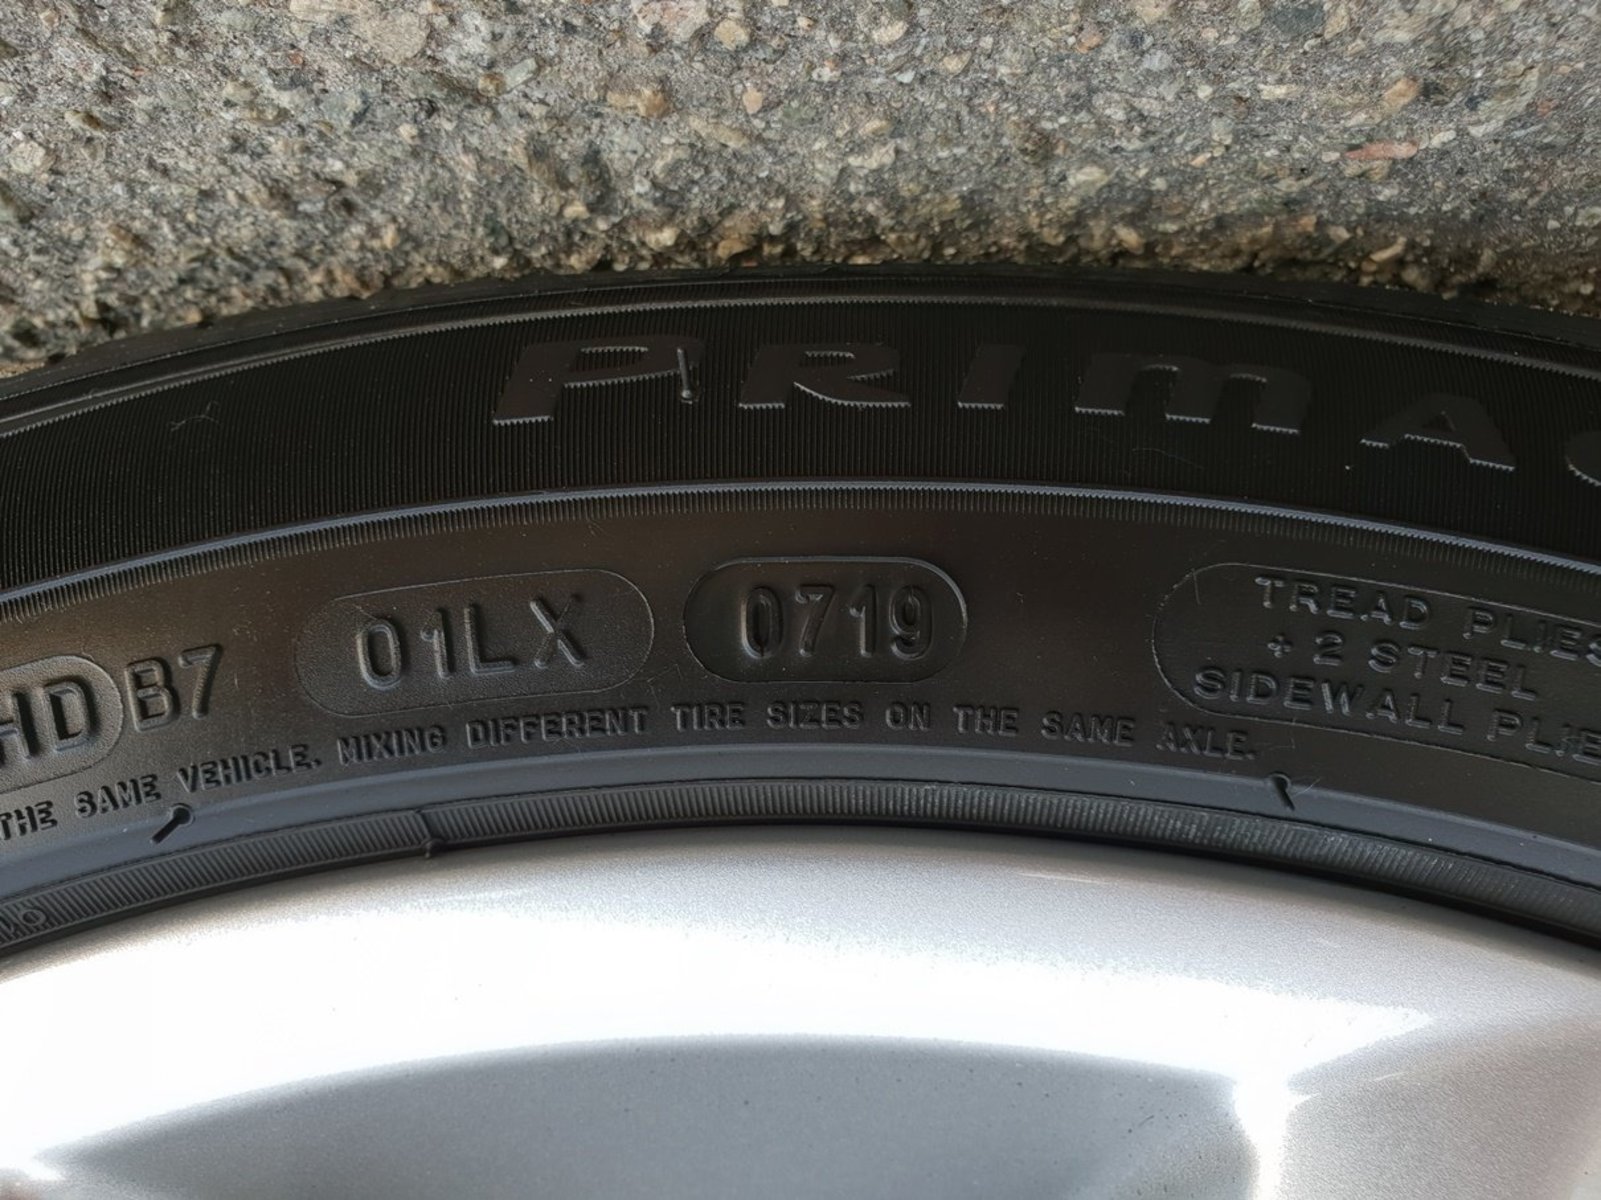 PRIMAC
HD B7 01LX 0719
THE SAME VEHICLE. MIXING DIFFERENT TIRE SIZES ON THE SAME AXLE.
TREAD PLIES
+ 2 STEEL
SIDEWALL PLIE